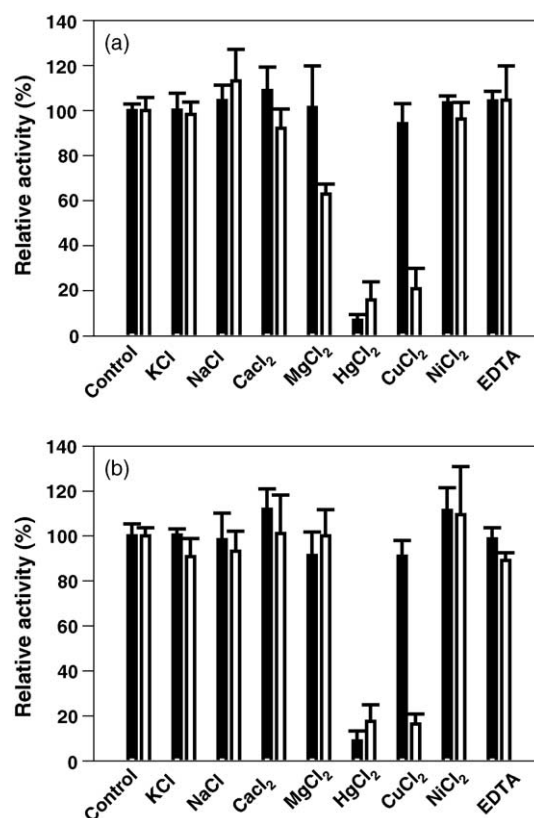 (a)
Relative activity (%)
140
120
100
80
60
40
20
0
Control
KCl
NaCl
Cacl₂
MgCl₂
HgCl₂
CuCl₂
NiCl₂
EDTA
(b)
Relative activity (%)
140
120
100
80
60
40
20
0
Control
KCl
NaCl
Cacl₂
MgCl₂
HgCl₂
CuCl₂
NiCl₂
EDTA